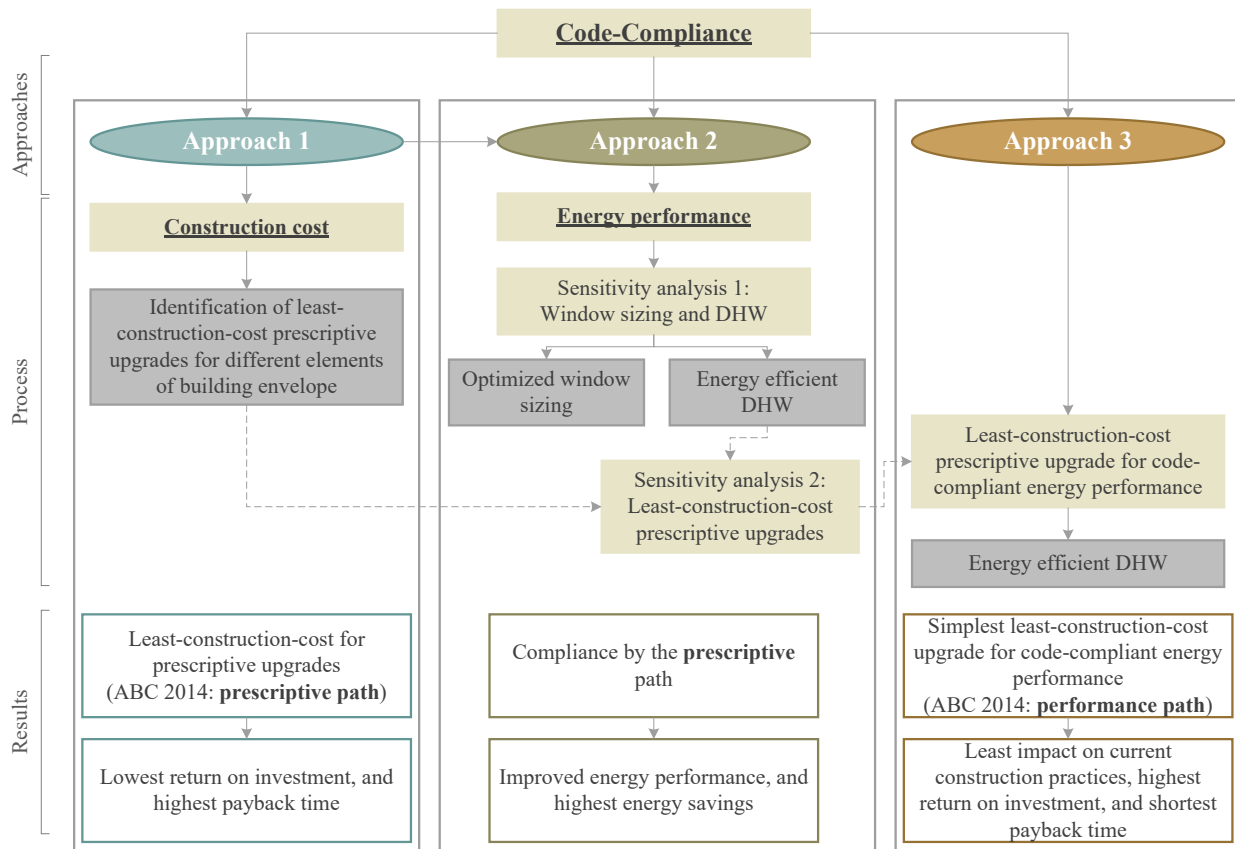 Code-Compliance
Approaches
Approach 1
Approach 2
Approach 3
Process
Construction cost
Identification of least-
construction-cost prescriptive
upgrades for different elements
of building envelope
Energy performance
Sensitivity analysis 1:
Window sizing and DHW
Optimized window
sizing
Energy efficient
DHW
Sensitivity analysis 2:
Least-construction-cost
prescriptive upgrades
Least-construction-cost
prescriptive upgrade for code-
compliant energy performance
Energy efficient DHW
Results
Least-construction-cost for
prescriptive upgrades
(ABC 2014: prescriptive path)
Compliance by the prescriptive
path
Simplest least-construction-cost
upgrade for code-compliant energy
performance
(ABC 2014: performance path)
Lowest return on investment, and
highest payback time
Improved energy performance, and
highest energy savings
Least impact on current
construction practices, highest
return on investment, and shortest
payback time